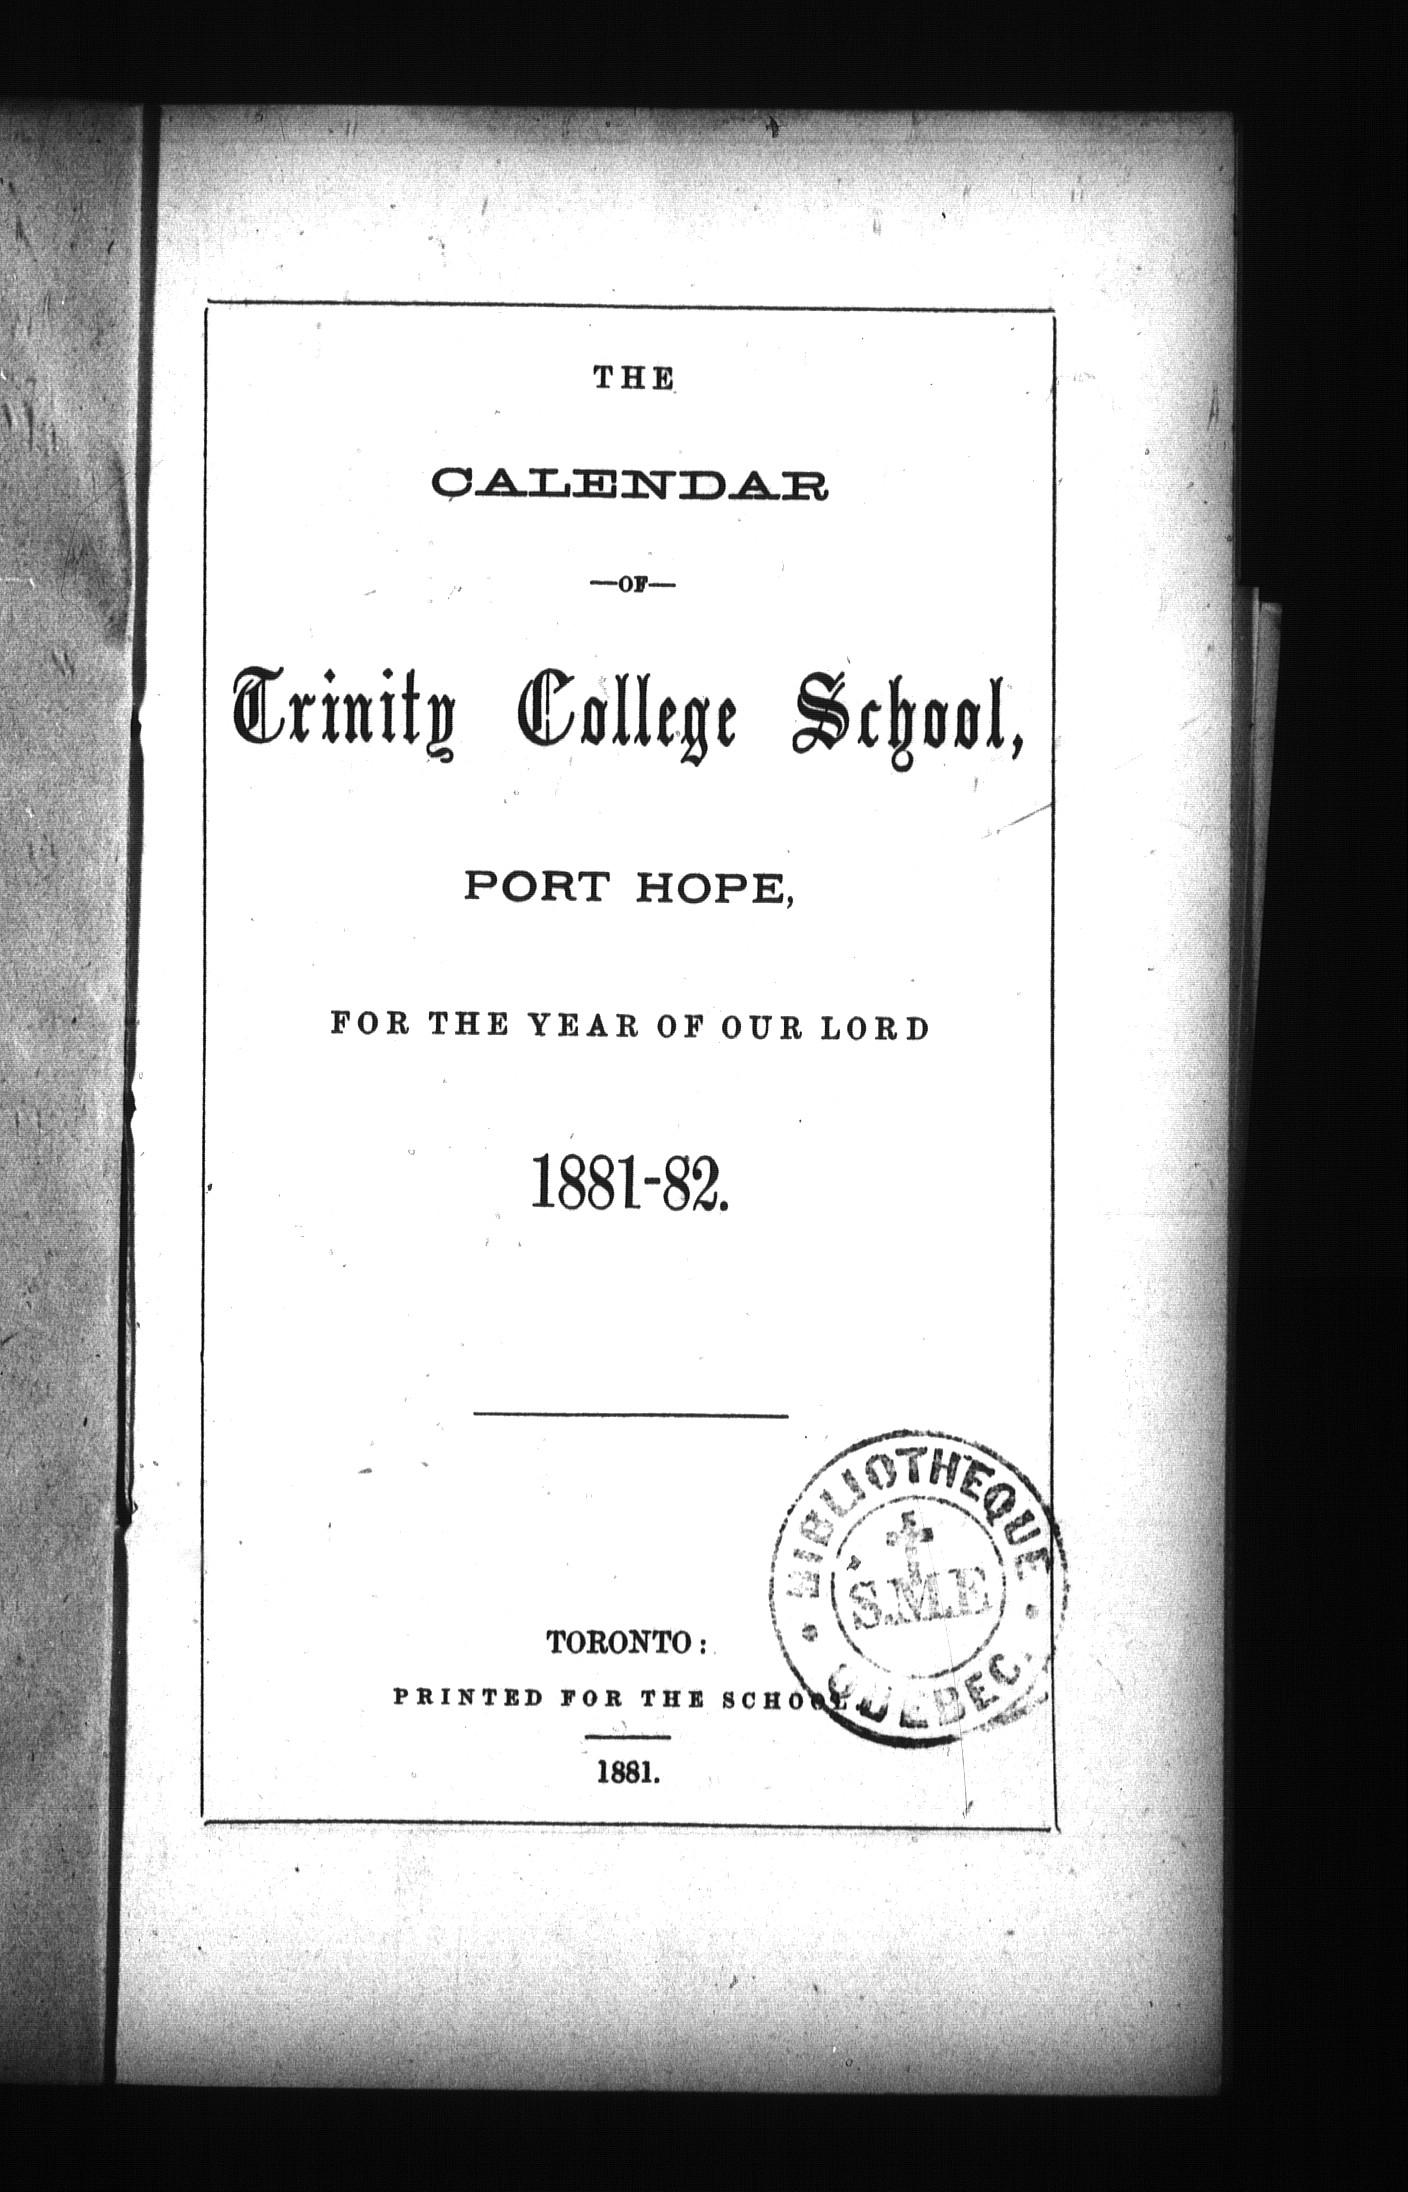 THE
CALENDAR
—OF—
Trinity College School,
PORT HOPE,
FOR THE YEAR OF OUR LORD
1881-82.
BIBLIOTHEQUE
S.M.E
QUEBEC.
TORONTO:
PRINTED FOR THE SCHOOL.
1881.